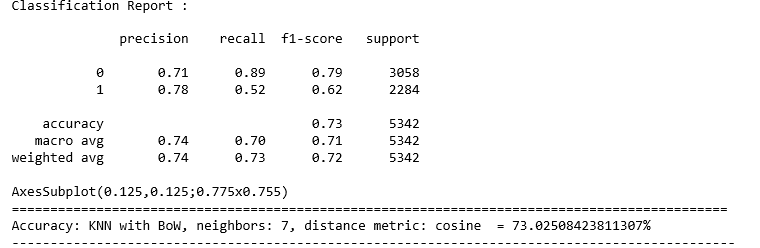 Classification Report :
precision recall f1-score support
0 0.71 0.89 0.79 3058
1 0.78 0.52 0.62 2284
accuracy 0.73 5342
macro avg 0.74 0.70 0.71 5342
weighted avg 0.74 0.73 0.72 5342
AxesSubplot(0.125,0.125;0.775x0.755)
==========================================================================================
Accuracy: KNN with BoW, neighbors: 7, distance metric: cosine = 73.02508423811307%
------------------------------------------------------------------------------------------